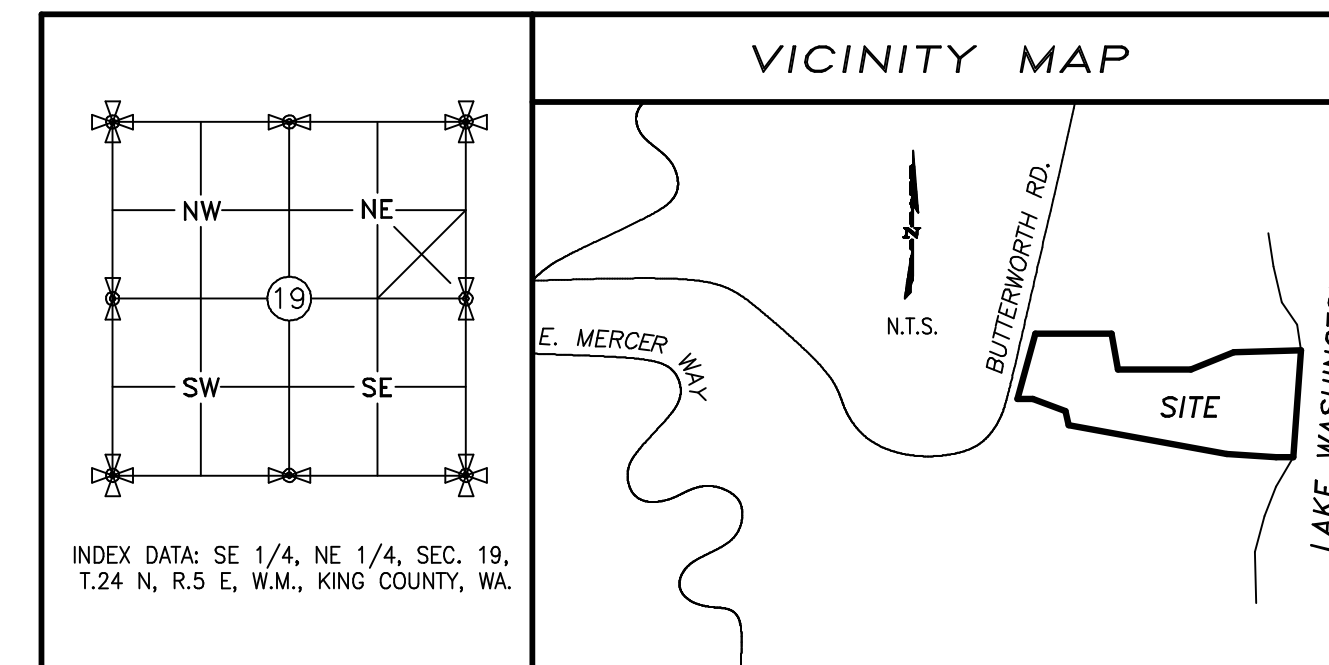 VICINITY MAP
NW
NE
19
SW
SE
INDEX DATA: SE 1/4, NE 1/4, SEC. 19,
T.24 N, R.5 E, W.M., KING COUNTY, WA.
N
N.T.S.
BUTTERWORTH RD.
E. MERCER WAY
SITE
LAKE